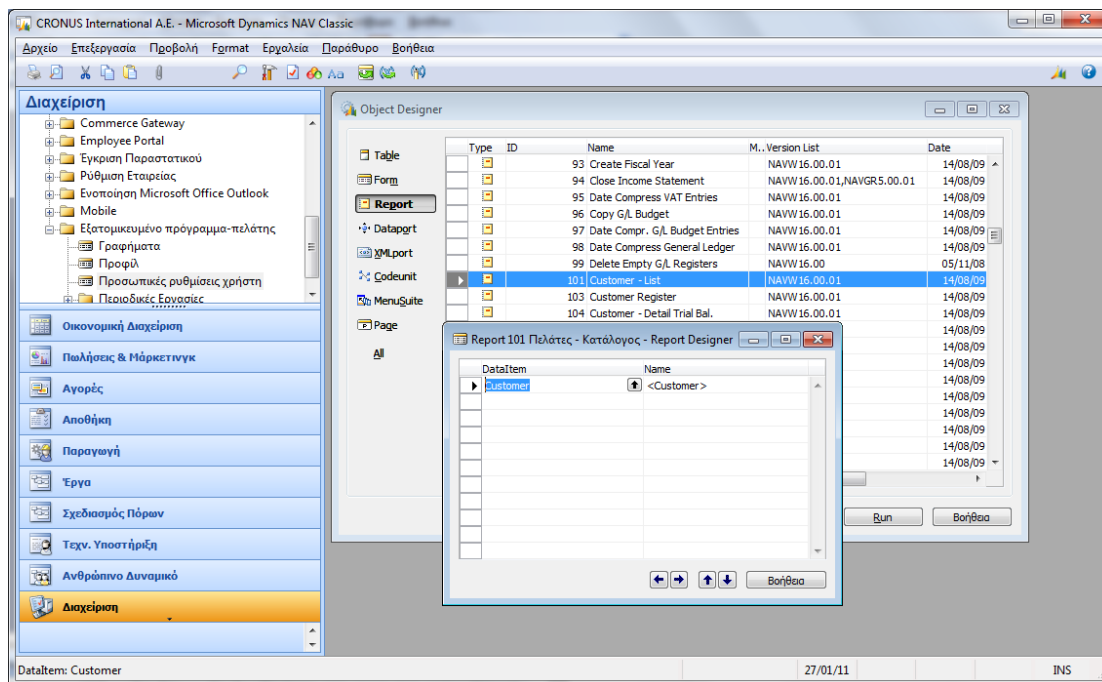 CRONUS International A.E. - Microsoft Dynamics NAV Classic
Αρχείο Επεξεργασία Προβολή Format Εργαλεία Παράθυρο Βοήθεια
Διαχείριση
Commerce Gateway
Employee Portal
Έγκριση Παραστατικού
Ρύθμιση Εταιρείας
Ενοποίηση Microsoft Office Outlook
Mobile
Εξατομικευμένο πρόγραμμα-πελάτης
Γραφήματα
Προφίλ
Προσωπικές ρυθμίσεις χρήστη
Περιοδικές Εργασίες
Οικονομική Διαχείριση
Πωλήσεις & Μάρκετινγκ
Αγορές
Αποθήκη
Παραγωγή
Έργα
Σχεδιασμός Πόρων
Τεχν. Υποστήριξη
Ανθρώπινο Δυναμικό
Διαχείριση
Object Designer
Table
Form
Report
Dataport
XMLport
Codeunit
MenuSuite
Page
All
Type ID Name M.. Version List Date
93 Create Fiscal Year NAVW16.00.01 14/08/09
94 Close Income Statement NAVW16.00.01,NAVGR5.00.01 14/08/09
95 Date Compress VAT Entries NAVW16.00.01 14/08/09
96 Copy G/L Budget NAVW16.00.01 14/08/09
97 Date Compr. G/L Budget Entries NAVW16.00.01 14/08/09
98 Date Compress General Ledger NAVW16.00.01 14/08/09
99 Delete Empty G/L Registers NAVW16.00 05/11/08
101 Customer - List NAVW16.00.01 14/08/09
103 Customer Register NAVW16.00.01 14/08/09
104 Customer - Detail Trial Bal. NAVW16.00.01 14/08/09
14/08/09
14/08/09
14/08/09
14/08/09
14/08/09
14/08/09
14/08/09
14/08/09
14/08/09
Run Βοήθεια
Report 101 Πελάτες - Κατάλογος - Report Designer
DataItem Name
Customer <Customer>
Βοήθεια
DataItem: Customer 27/01/11 INS